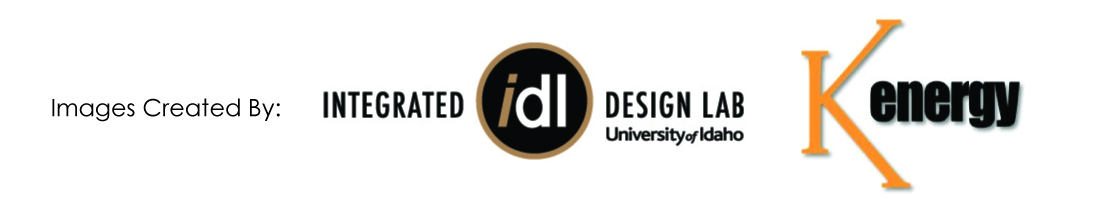 Images Created By:
INTEGRATED idl DESIGN LAB
University of Idaho
K energy